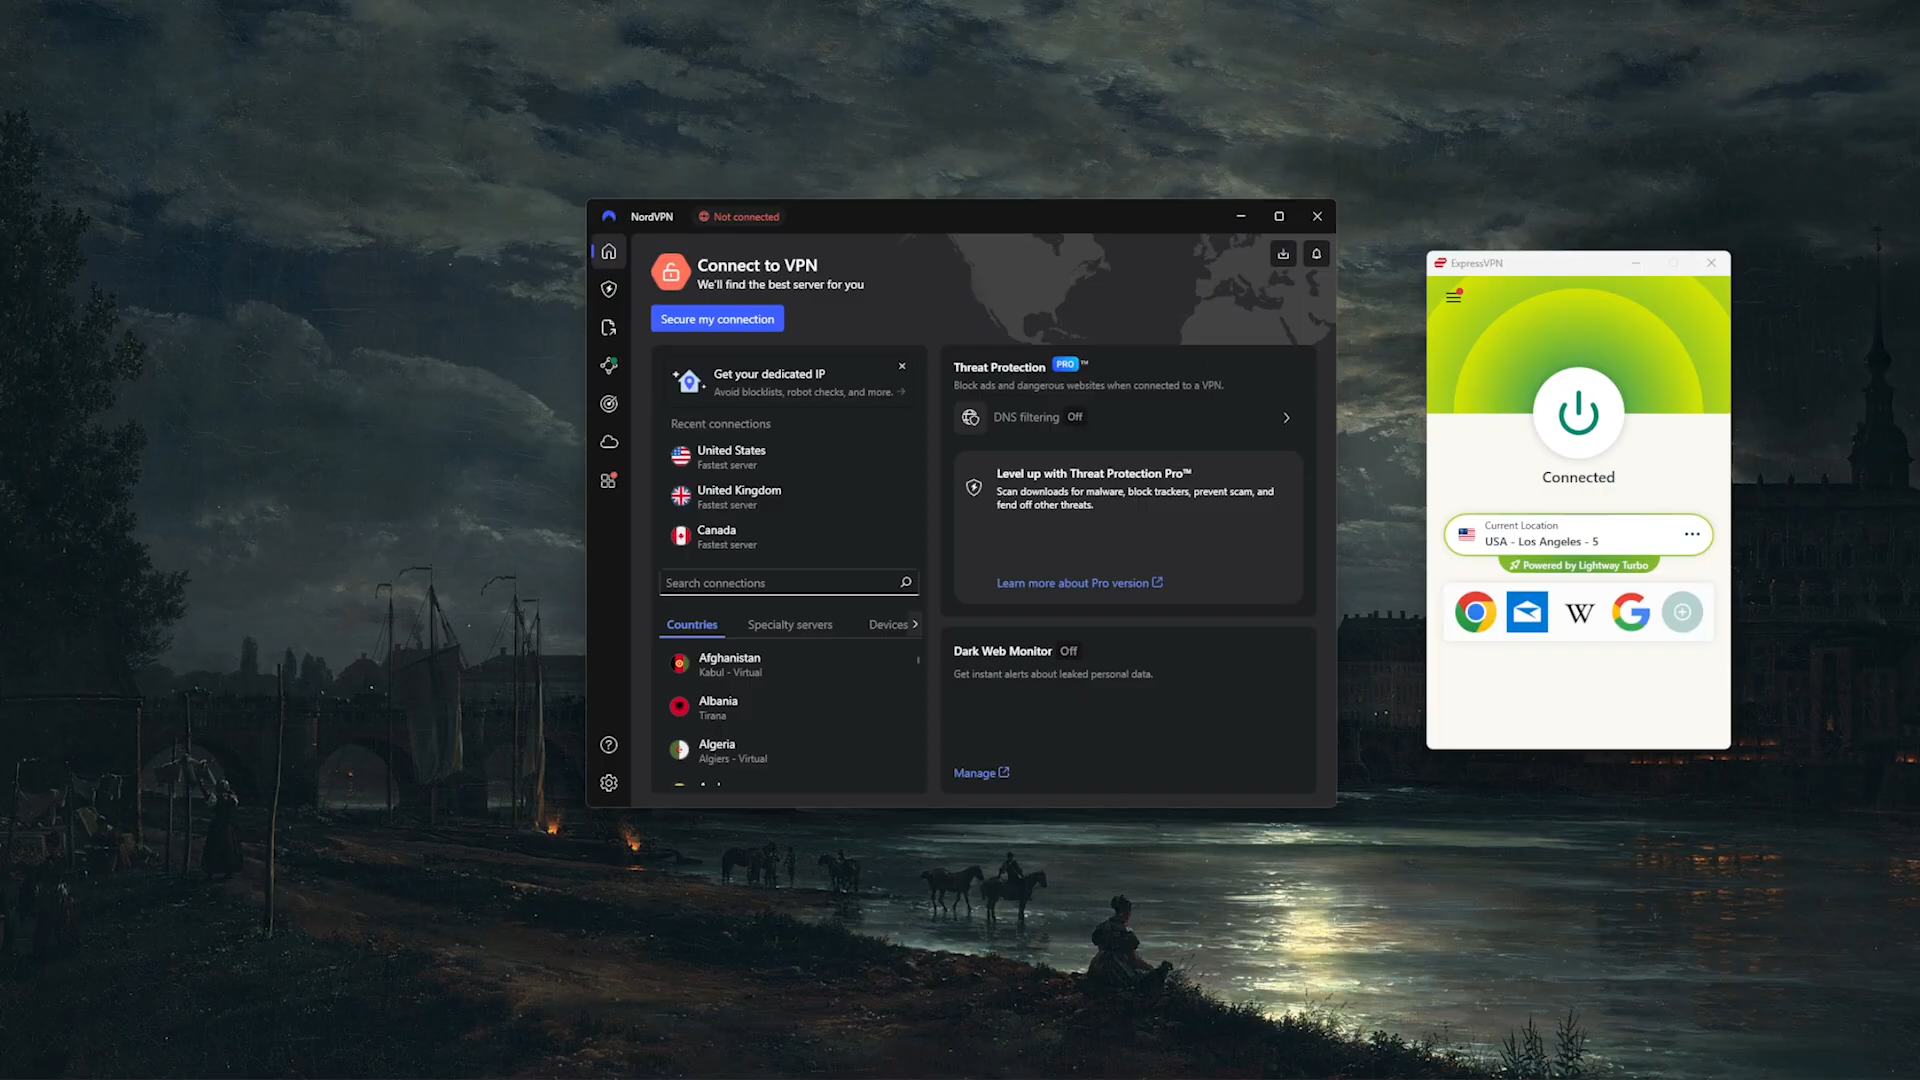 NordVPN
Not connected
Connect to VPN
We'll find the best server for you
Secure my connection
Get your dedicated IP
Avoid blocklists, robot checks, and more.
Recent connections
United States
Fastest server
United Kingdom
Fastest server
Canada
Fastest server
Search connections
Countries Specialty servers Devices
Afghanistan
Kabul - Virtual
Albania
Tirana
Algeria
Algiers - Virtual
Threat Protection PRO ™
Block ads and dangerous websites when connected to a VPN.
DNS filtering Off
Level up with Threat Protection Pro™
Scan downloads for malware, block trackers, prevent scam, and
fend off other threats.
Learn more about Pro version
Dark Web Monitor Off
Get instant alerts about leaked personal data.
Manage
ExpressVPN
Connected
Current Location
USA - Los Angeles - 5
Powered by Lightway Turbo
W
G